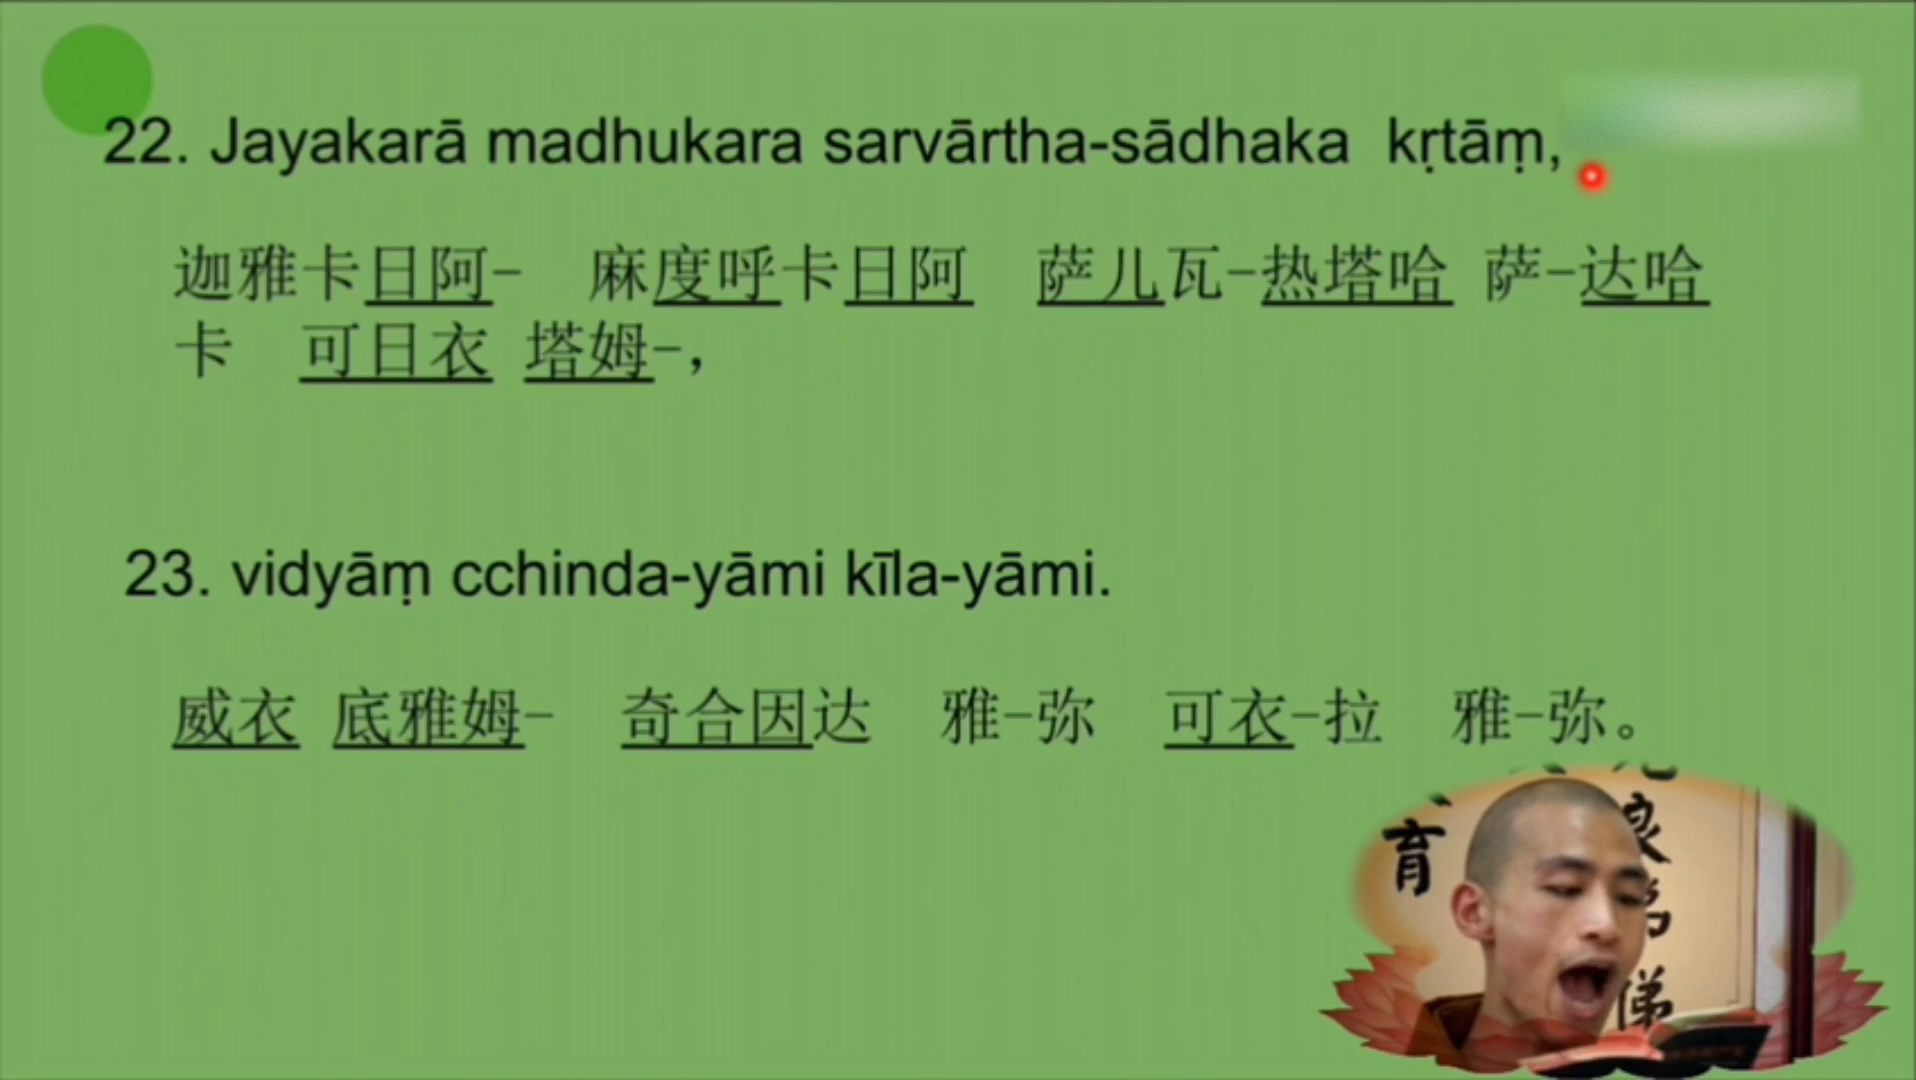 22. Jayakarā madhukara sarvārtha-sādhaka kṛtāṃ,
迦雅卡日阿- 麻度呼卡日阿 萨儿瓦-热塔哈 萨-达哈
卡 可日衣 塔姆-，
23. vidyāṃ cchinda-yāmi kīla-yāmi.
威衣 底雅姆- 奇合因达 雅-弥 可衣-拉 雅-弥。
育